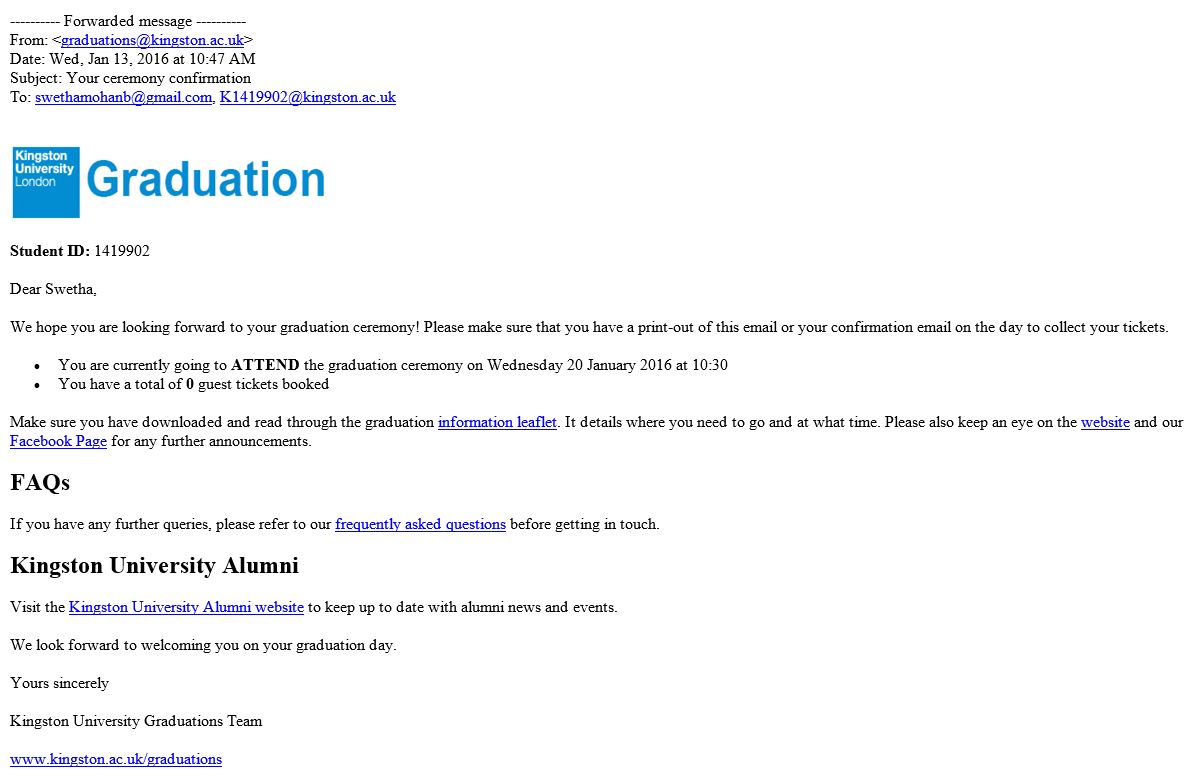 ---------- Forwarded message ----------
From: <graduations@kingston.ac.uk>
Date: Wed, Jan 13, 2016 at 10:47 AM
Subject: Your ceremony confirmation
To: swethamohanb@gmail.com, K1419902@kingston.ac.uk
Kingston
University
London
Graduation
Student ID: 1419902
Dear Swetha,
We hope you are looking forward to your graduation ceremony! Please make sure that you have a print-out of this email or your confirmation email on the day to collect your tickets.
• You are currently going to ATTEND the graduation ceremony on Wednesday 20 January 2016 at 10:30
• You have a total of 0 guest tickets booked
Make sure you have downloaded and read through the graduation information leaflet. It details where you need to go and at what time. Please also keep an eye on the website and our
Facebook Page for any further announcements.
FAQs
If you have any further queries, please refer to our frequently asked questions before getting in touch.
Kingston University Alumni
Visit the Kingston University Alumni website to keep up to date with alumni news and events.
We look forward to welcoming you on your graduation day.
Yours sincerely
Kingston University Graduations Team
www.kingston.ac.uk/graduations